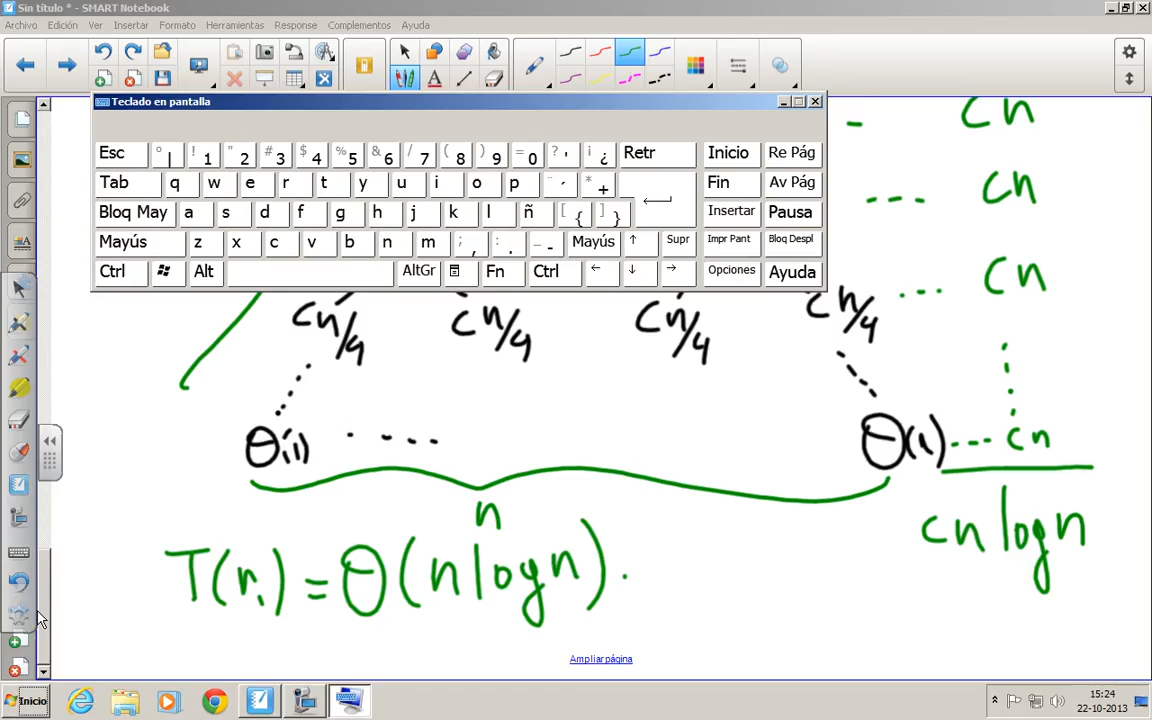 Sin título * - SMART Notebook
Archivo Edición Ver Insertar Formato Herramientas Response Complementos Ayuda
Teclado en pantalla
Esc ° | ! 1 " 2 # 3 $ 4 % 5 & 6 / 7 ( 8 ) 9 = 0 ? ' ¡ ¿ Retr Inicio Re Pág
Tab q w e r t y u i o p ¨ ´ * + Fin Av Pág
Bloq May a s d f g h j k l ñ [ { ] } Insertar Pausa
Mayús z x c v b n m ; , : . _ - Mayús ↑ Supr Impr Pant Bloq Despl
Ctrl Alt AltGr Fn Ctrl ← ↓ → Opciones Ayuda
- cn
--- cn
cn/4 cn/4 cn/4 cn/4 ... cn
Θ(1) .... Θ(1) --- cn
n
cn log n
T(n) = Θ(n log n).
Ampliar página
Inicio
15:24
22-10-2013